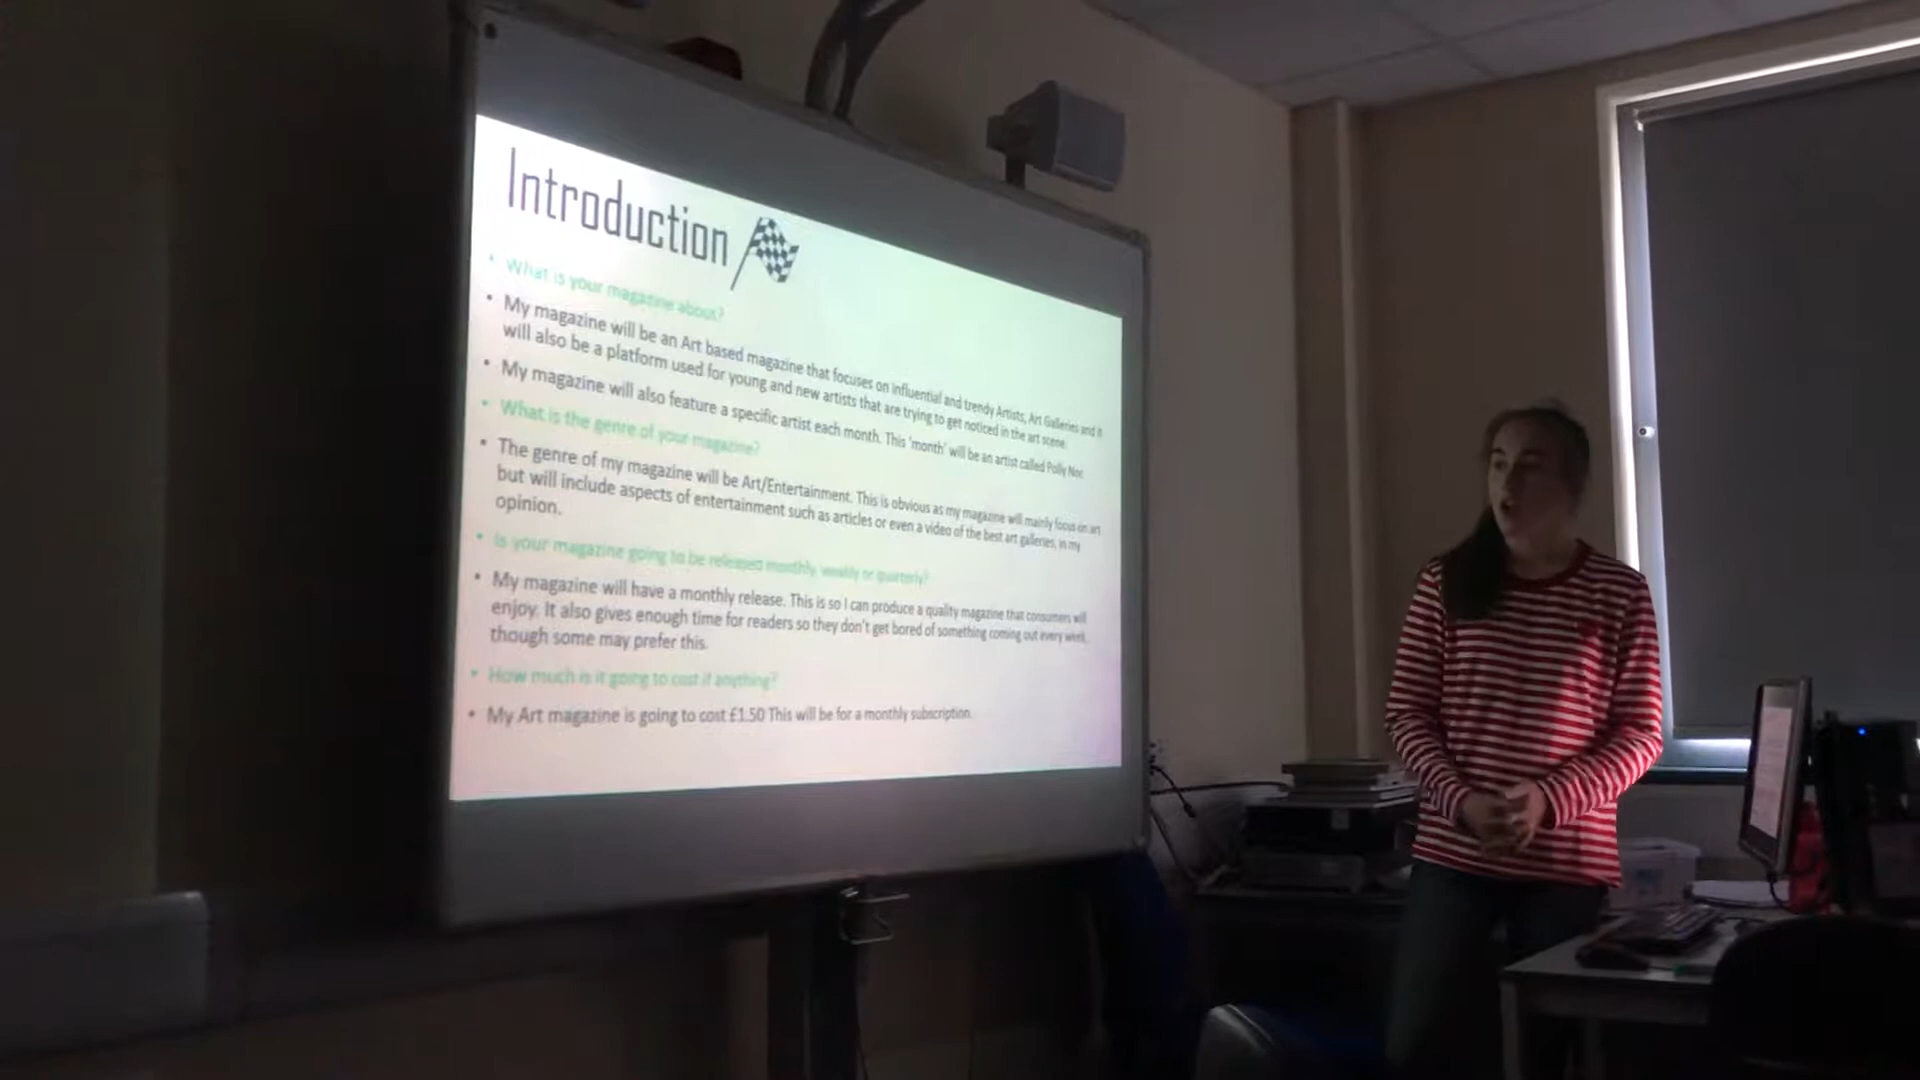 Introduction
• What is your magazine about?
• My magazine will be an Art based magazine that focuses on influential and trendy Artists, Art Galleries and it
will also be a platform used for young and new artists that are trying to get noticed in the art scene.
• My magazine will also feature a specific artist each month. This 'month' will be an artist called Polly Nor.
• What is the genre of your magazine?
• The genre of my magazine will be Art/Entertainment. This is obvious as my magazine will mainly focus on art
but will include aspects of entertainment such as articles or even a video of the best art galleries, in my
opinion.
• Is your magazine going to be released monthly, weekly or quarterly?
• My magazine will have a monthly release. This is so I can produce a quality magazine that consumers will
enjoy. It also gives enough time for readers so they don't get bored of something coming out every week,
though some may prefer this.
• How much is it going to cost if anything?
• My Art magazine is going to cost £1.50 This will be for a monthly subscription.